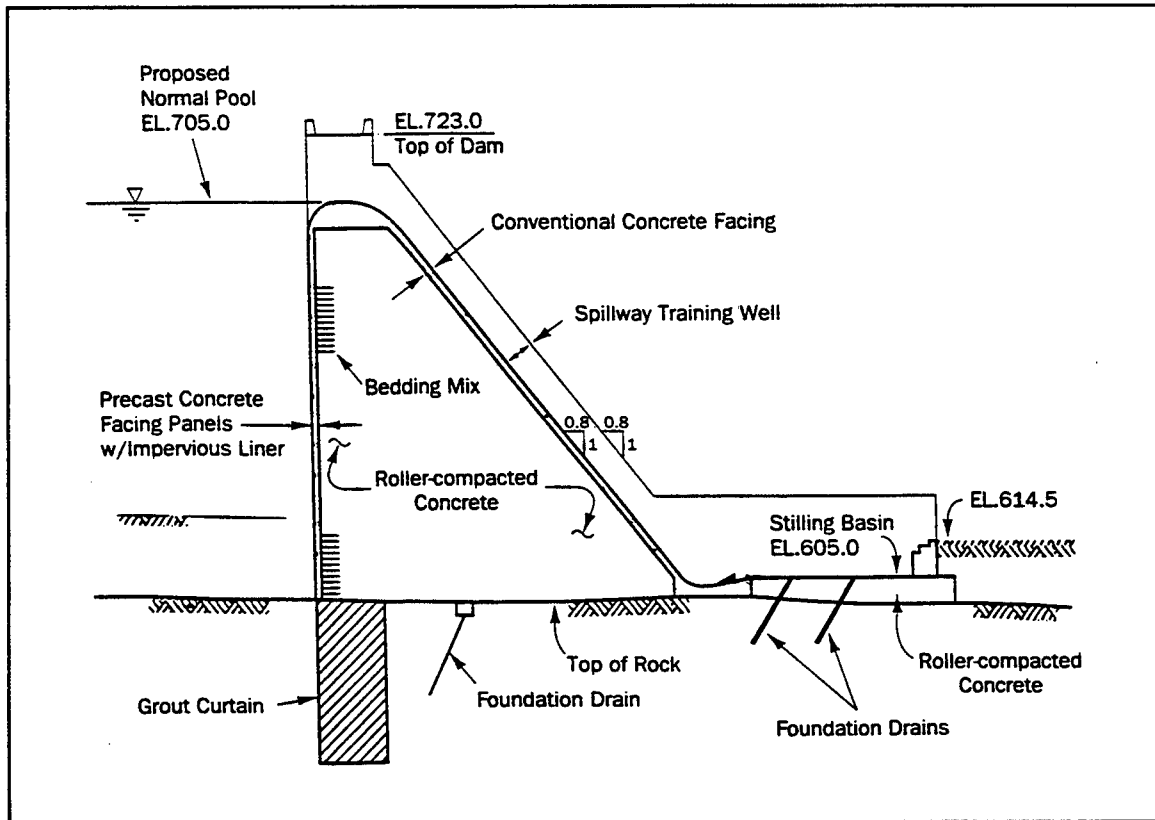 Proposed
Normal Pool
EL.705.0
EL.723.0
Top of Dam
Conventional Concrete Facing
Spillway Training Well
Bedding Mix
Precast Concrete
Facing Panels
w/Impervious Liner
0.8
1
0.8
1
Roller-compacted
Concrete
EL.614.5
Stilling Basin
EL.605.0
Top of Rock
Foundation Drain
Grout Curtain
Roller-compacted
Concrete
Foundation Drains